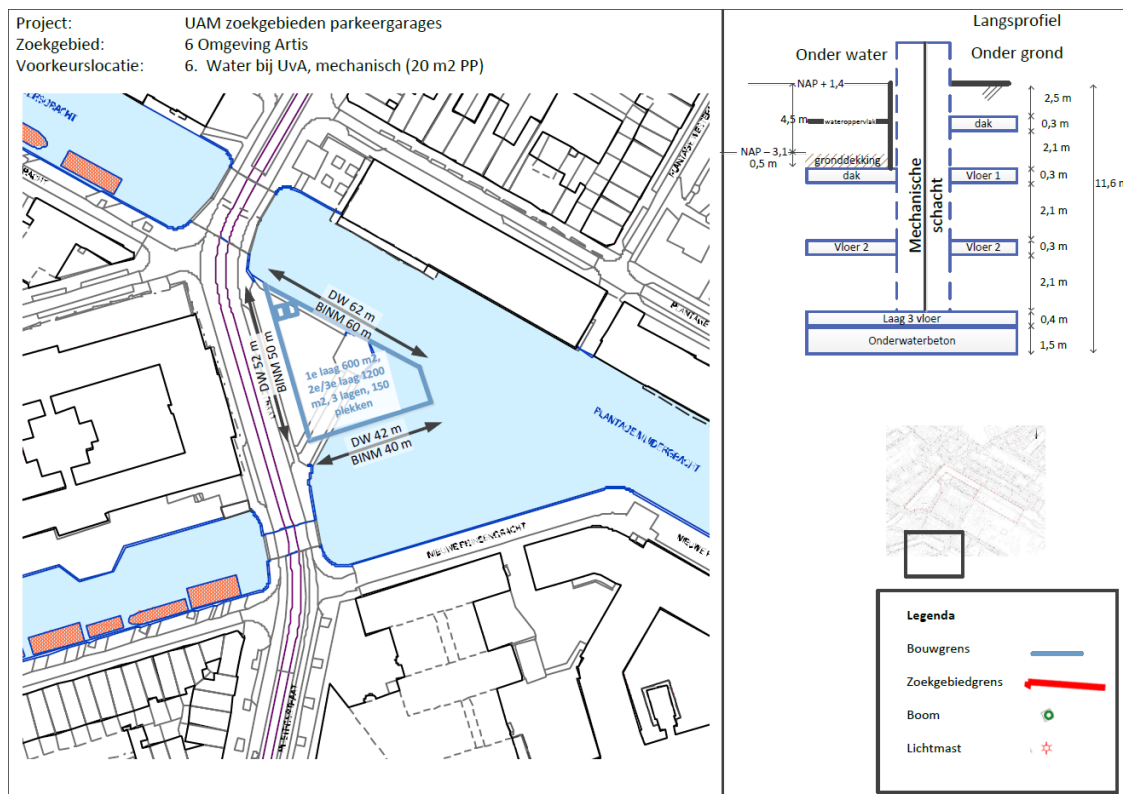 Project: UAM zoekgebieden parkeergarages
Zoekgebied: 6 Omgeving Artis
Voorkeurslocatie: 6. Water bij UvA, mechanisch (20 m2 PP)
DW 62 m
BINM 60 m
DW 52 m
BINM 50 m
1e laag 600 m2,
2e/3e laag 1200
m2, 3 lagen, 150
plekken
DW 42 m
BINM 40 m
PLANTAGE MUIDERGRACHT
NIEUWE PRINSENGRACHT
NIEUWE
PLANTAGE
Langsprofiel
Onder water
Onder grond
NAP + 1,4
4,5 m
wateroppervlak
NAP – 3,1
0,5 m
gronddekking
dak
Vloer 2
Mechanische
schacht
dak
Vloer 1
Vloer 2
Laag 3 vloer
Onderwaterbeton
2,5 m
0,3 m
2,1 m
0,3 m
2,1 m
0,3 m
2,1 m
0,4 m
1,5 m
11,6 m
Legenda
Bouwgrens
Zoekgebiedgrens
Boom
Lichtmast